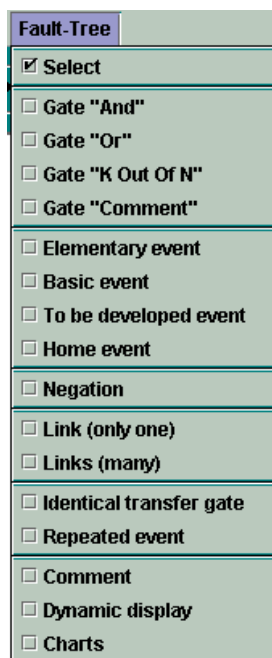 Fault-Tree
Select
Gate "And"
Gate "Or"
Gate "K Out Of N"
Gate "Comment"
Elementary event
Basic event
To be developed event
Home event
Negation
Link (only one)
Links (many)
Identical transfer gate
Repeated event
Comment
Dynamic display
Charts